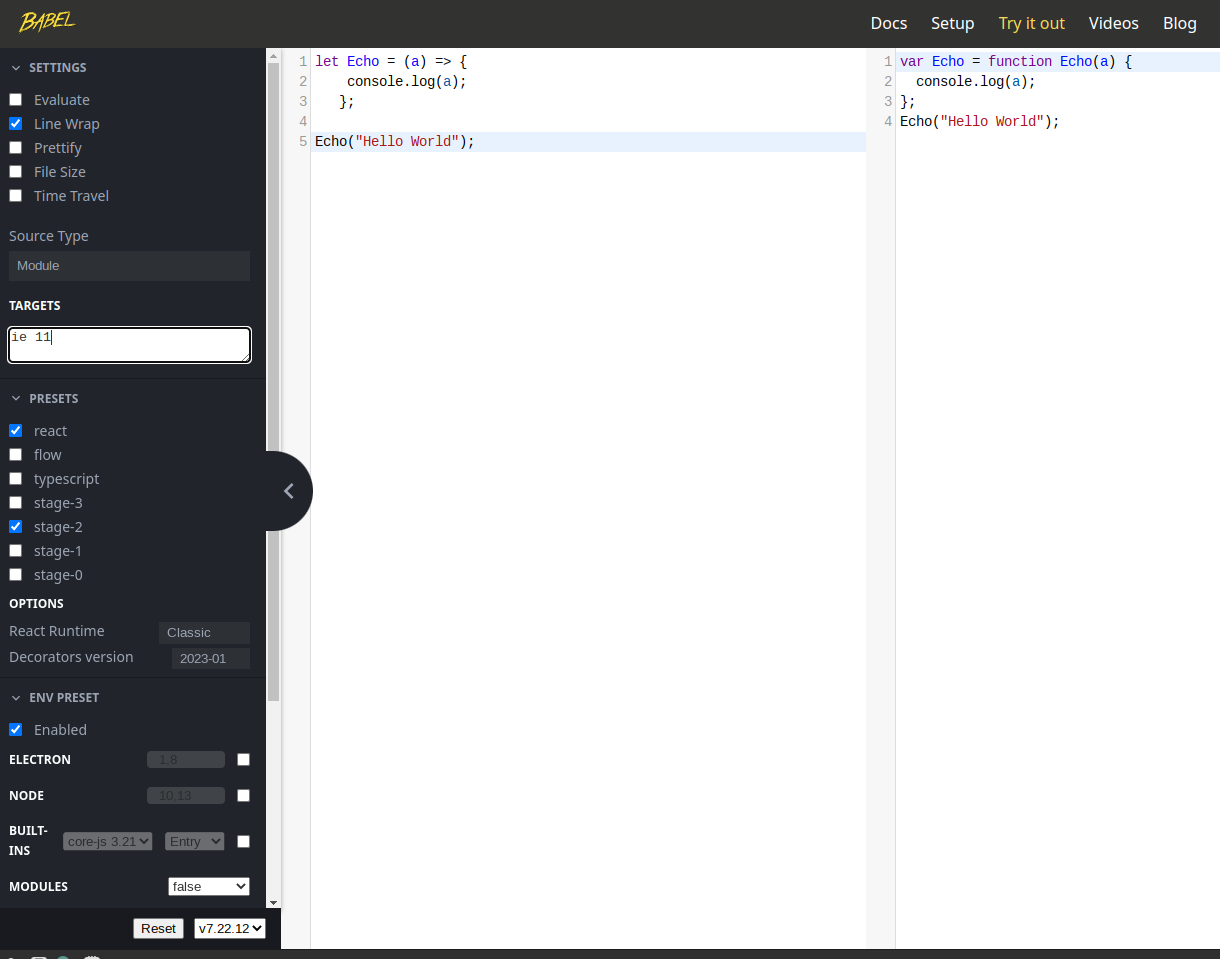 BABEL
Docs Setup Try it out Videos Blog
SETTINGS
Evaluate
Line Wrap
Prettify
File Size
Time Travel
Source Type
Module
TARGETS
ie 11
PRESETS
react
flow
typescript
stage-3
stage-2
stage-1
stage-0
OPTIONS
React Runtime Classic
Decorators version 2023-01
ENV PRESET
Enabled
ELECTRON 1,8
NODE 10,13
BUILT-
INS core-js 3.21 Entry
MODULES false
Reset v7.22.12
1 let Echo = (a) => {
2 console.log(a);
3 };
4
5 Echo("Hello World");
1 var Echo = function Echo(a) {
2 console.log(a);
3 };
4 Echo("Hello World");